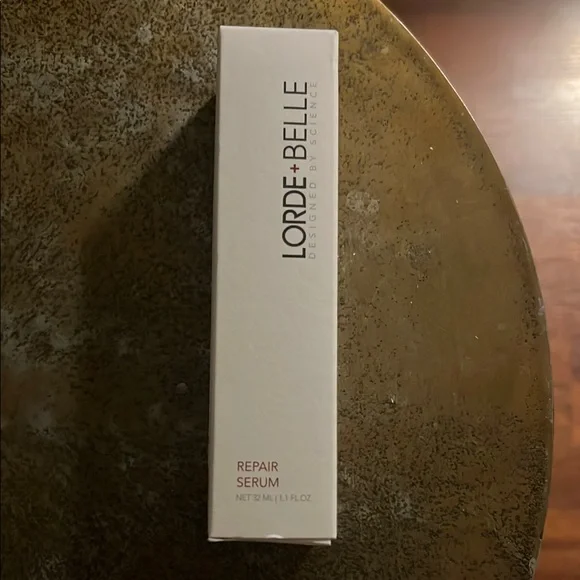 LORDE+BELLE
DESIGNED BY SCIENCE
REPAIR
SERUM
NET 32 ML | 1.1 FL.OZ